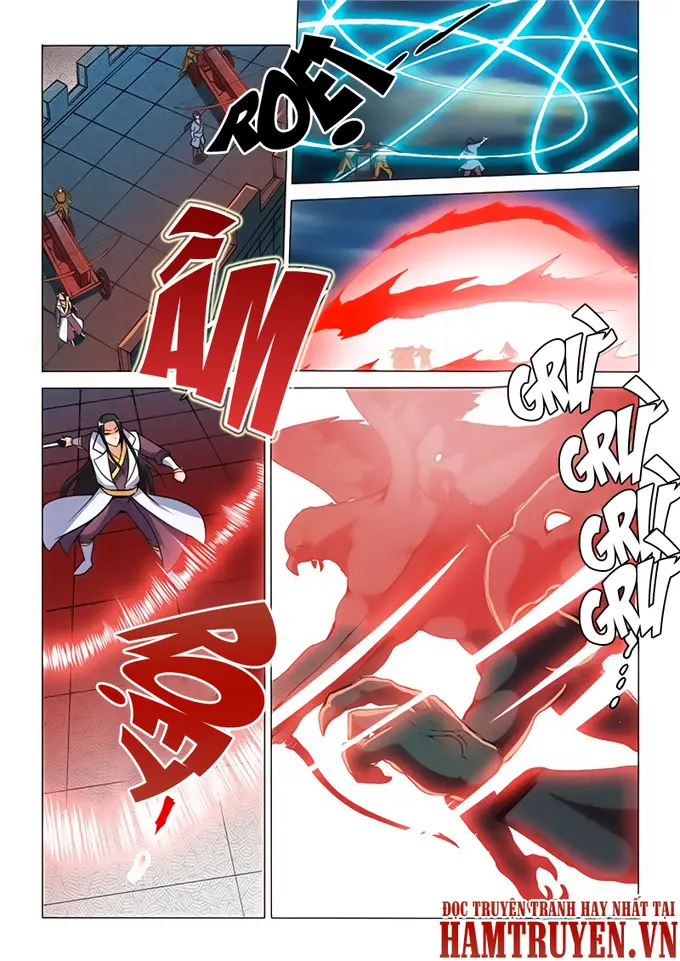 ROẸT
ẦM
GRỪ
GRỪ
GRỪ
GRỪ
...
ROẸT
ĐỌC TRUYỆN TRANH HAY NHẤT TẠI
HAMTRUYEN.VN